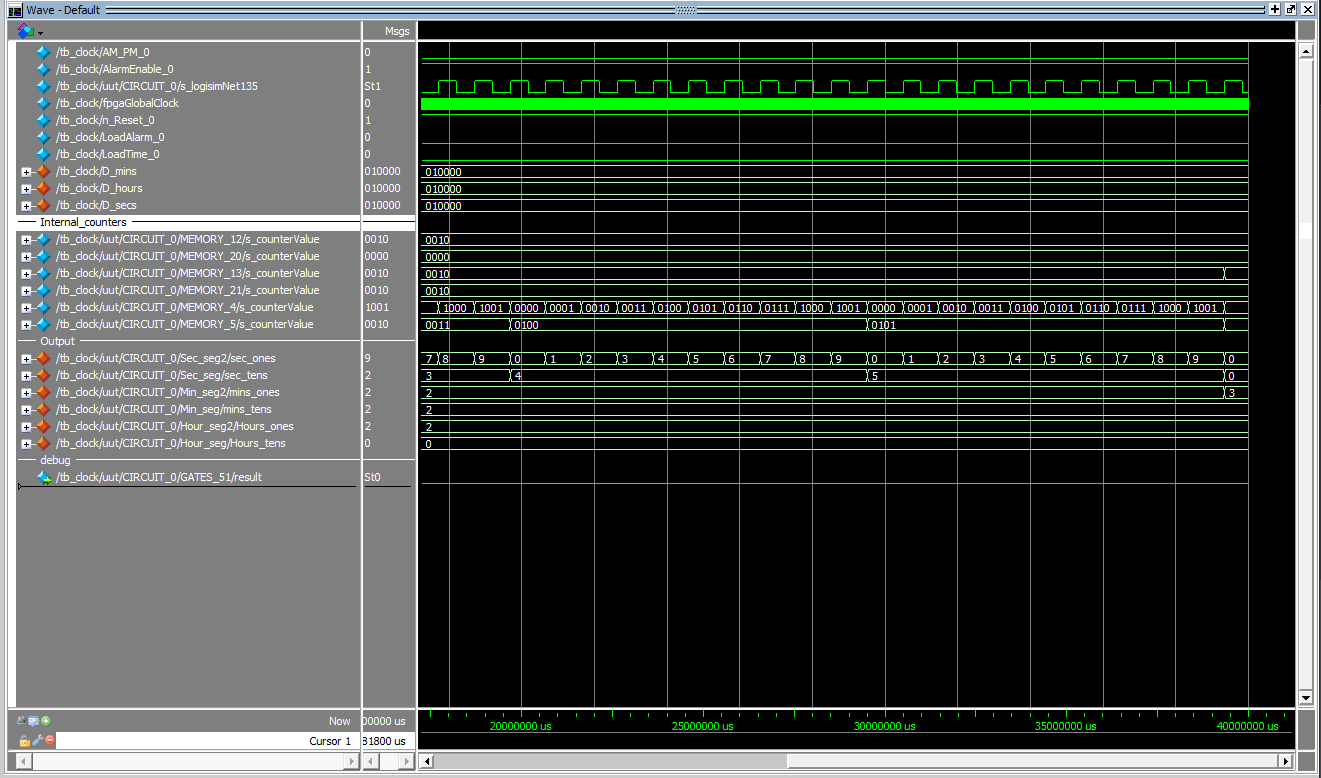 Wave - Default
Msgs
/tb_clock/AM_PM_0 0
/tb_clock/AlarmEnable_0 1
/tb_clock/uut/CIRCUIT_0/s_logisimNet135 St1
/tb_clock/fpgaGlobalClock 0
/tb_clock/n_Reset_0 1
/tb_clock/LoadAlarm_0 0
/tb_clock/LoadTime_0 0
/tb_clock/D_mins 010000 010000
/tb_clock/D_hours 010000 010000
/tb_clock/D_secs 010000 010000
Internal_counters
/tb_clock/uut/CIRCUIT_0/MEMORY_12/s_counterValue 0010 0010
/tb_clock/uut/CIRCUIT_0/MEMORY_20/s_counterValue 0000 0000
/tb_clock/uut/CIRCUIT_0/MEMORY_13/s_counterValue 0010 0010
/tb_clock/uut/CIRCUIT_0/MEMORY_21/s_counterValue 0010 0010
/tb_clock/uut/CIRCUIT_0/MEMORY_4/s_counterValue 1001 1000 1001 0000 0001 0010 0011 0100 0101 0110 0111 1000 1001 0000 0001 0010 0011 0100 0101 0110 0111 1000 1001
/tb_clock/uut/CIRCUIT_0/MEMORY_5/s_counterValue 0010 0011 0100 0101
Output
/tb_clock/uut/CIRCUIT_0/Sec_seg2/sec_ones 9 7 8 9 0 1 2 3 4 5 6 7 8 9 0 1 2 3 4 5 6 7 8 9 0
/tb_clock/uut/CIRCUIT_0/Sec_seg/sec_tens 2 3 4 5 0
/tb_clock/uut/CIRCUIT_0/Min_seg2/mins_ones 2 2 3
/tb_clock/uut/CIRCUIT_0/Min_seg/mins_tens 2 2
/tb_clock/uut/CIRCUIT_0/Hour_seg2/Hours_ones 2 2
/tb_clock/uut/CIRCUIT_0/Hour_seg/Hours_tens 0 0
debug
/tb_clock/uut/CIRCUIT_0/GATES_51/result St0
Now 00000 us 20000000 us 25000000 us 30000000 us 35000000 us 40000000 us
Cursor 1 31800 us